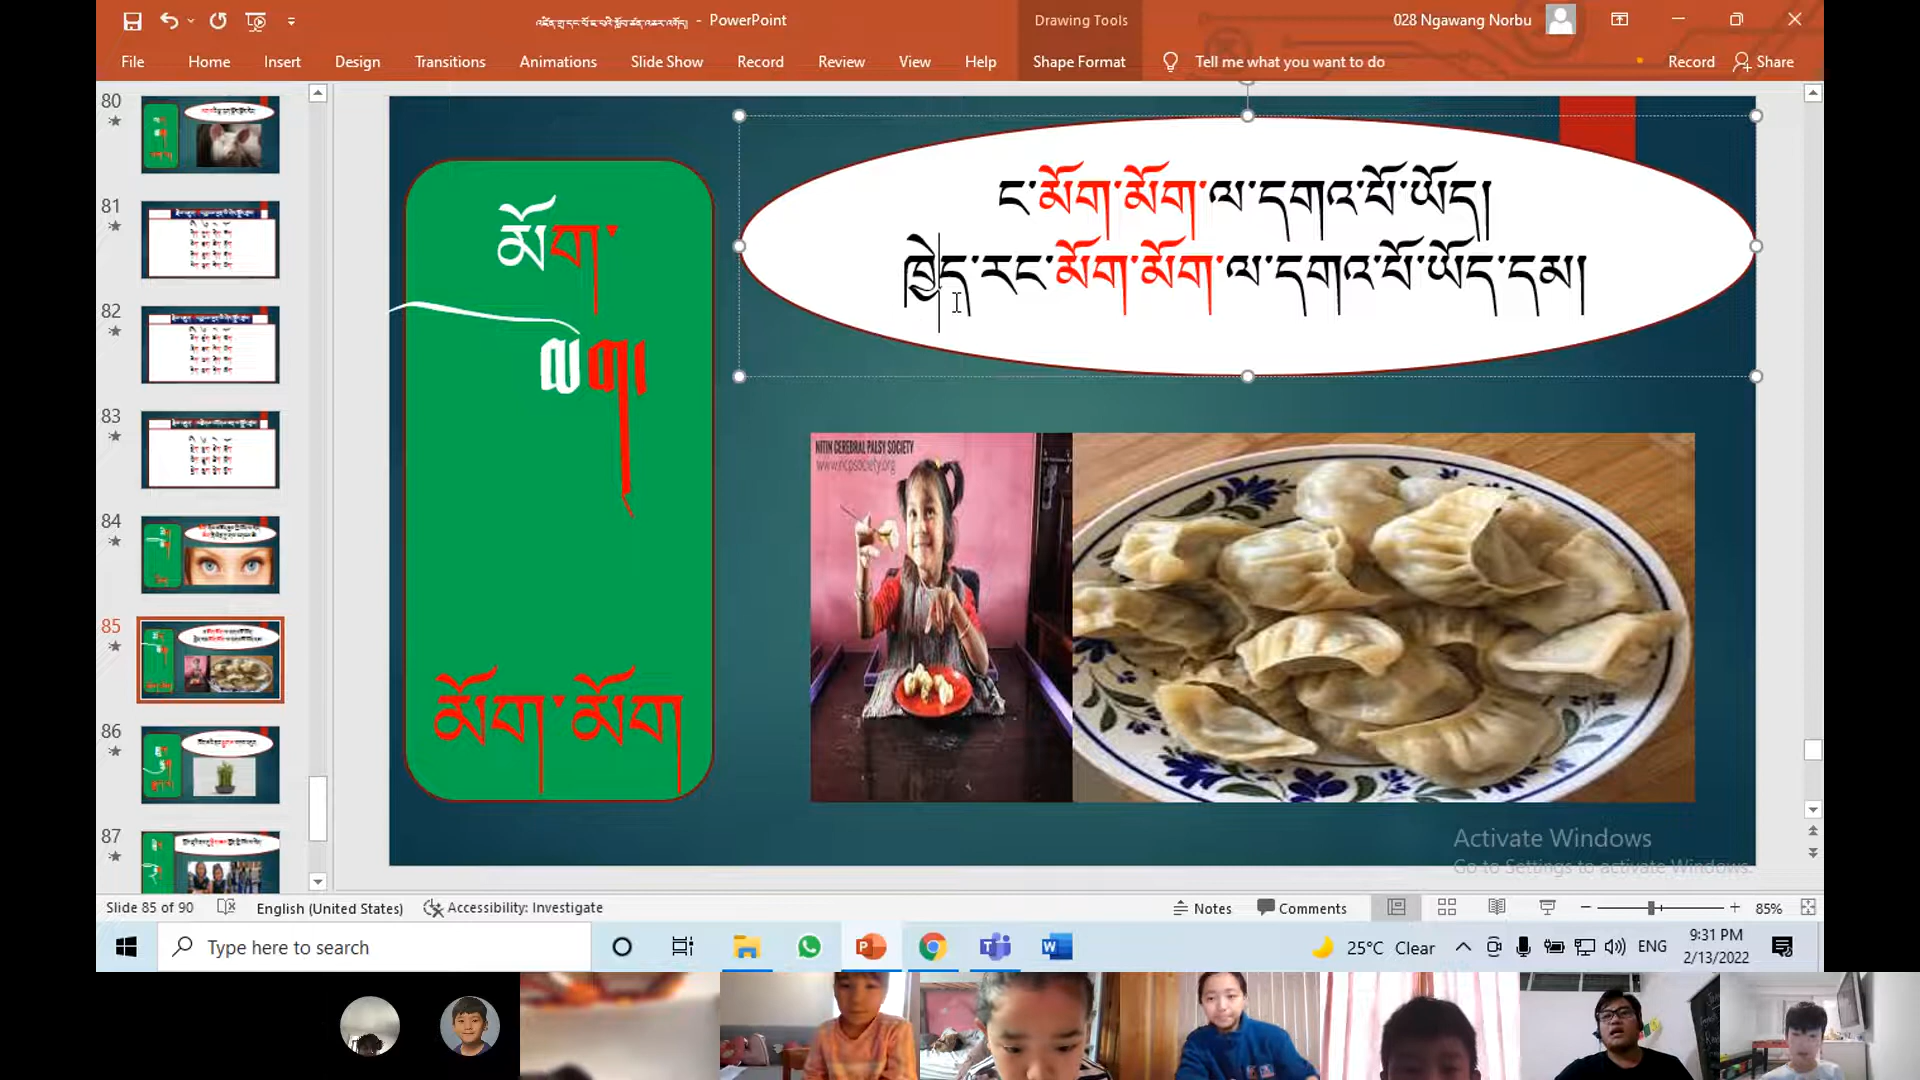 PowerPoint
Drawing Tools
028 Ngawang Norbu
File Home Insert Design Transitions Animations Slide Show Record Review View Help Shape Format Tell me what you want to do Record Share
80
81
82
83
84
85
86
87
མོག་
ལག།
མོག་མོག
ང་མོག་མོག་ལ་དགའ་པོ་ཡོད།
ཁྱེད་རང་མོག་མོག་ལ་དགའ་པོ་ཡོད་དམ།
NITIN CEREBRAL PALSY SOCIETY
www.ncpsociety.org
Activate Windows
Go to Settings to activate Windows.
Slide 85 of 90 English (United States) Accessibility: Investigate Notes Comments 85%
Type here to search
25°C Clear ENG
9:31 PM
2/13/2022